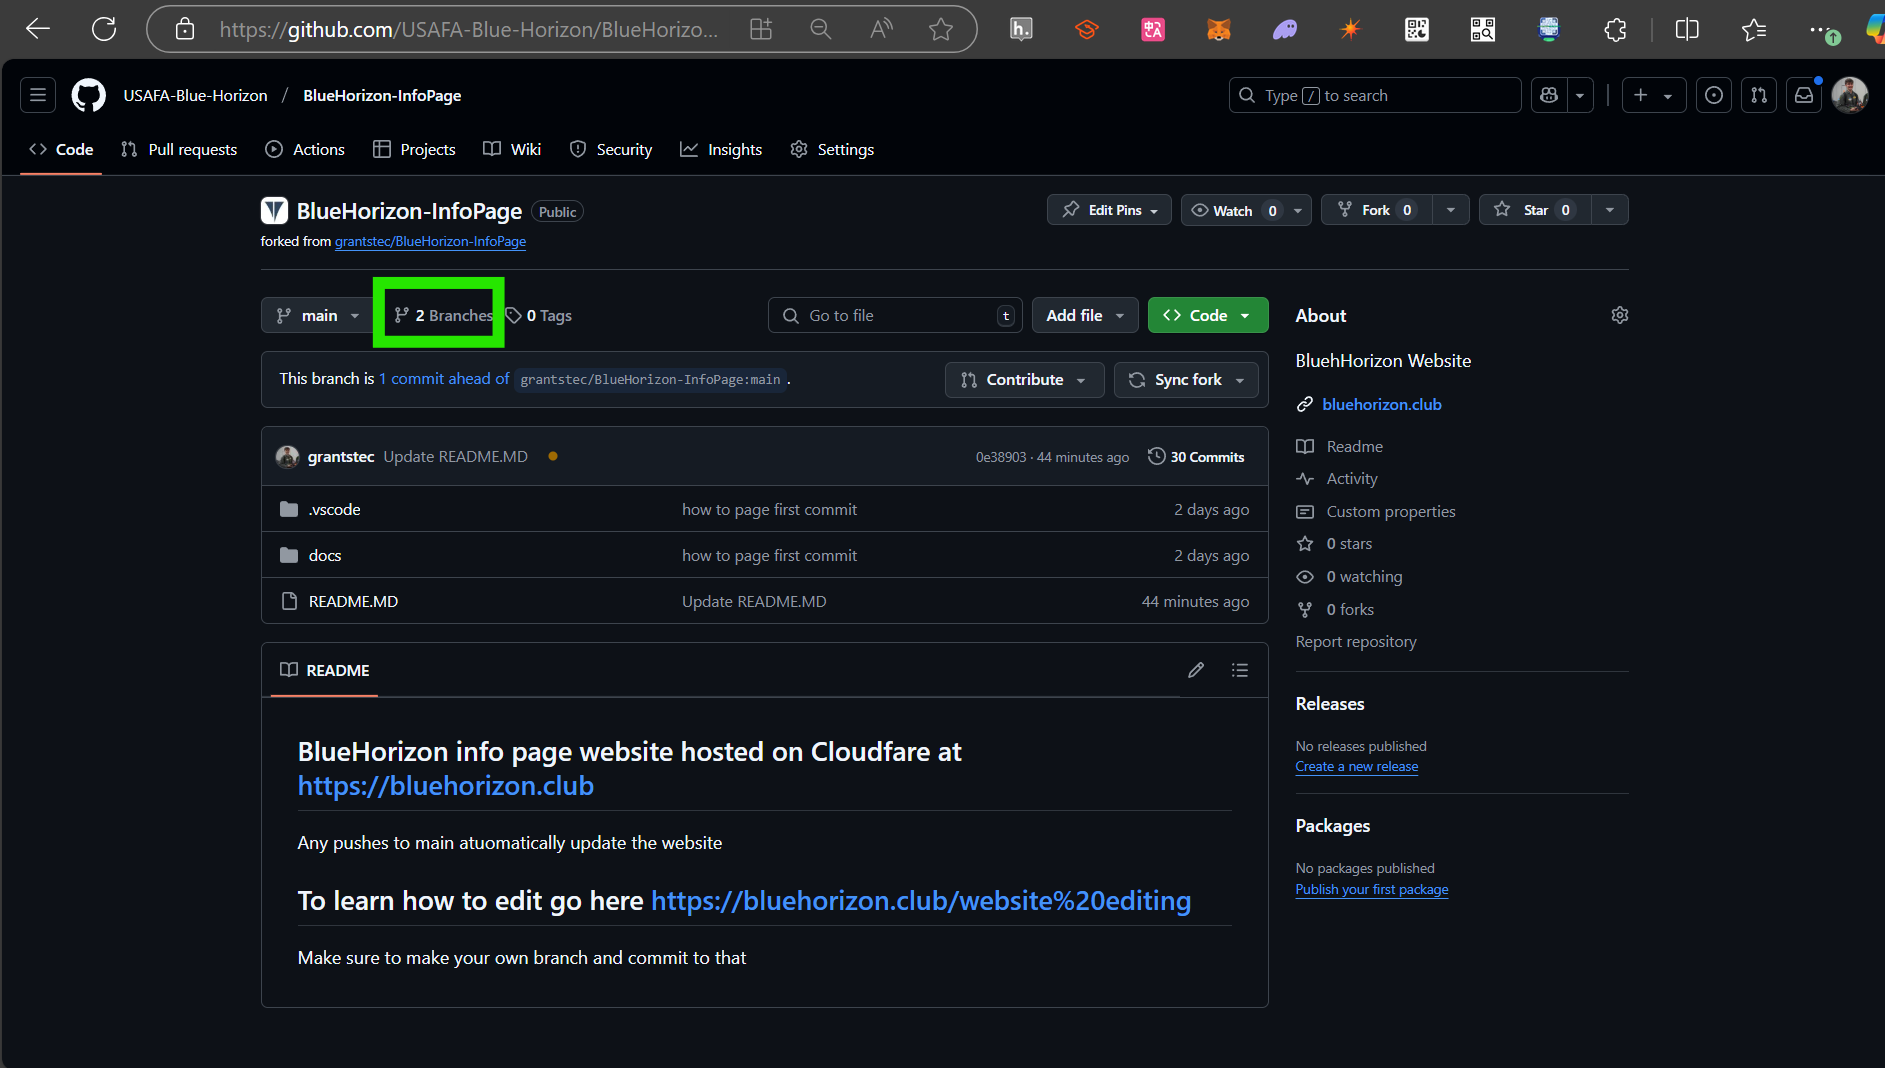 https://github.com/USAFA-Blue-Horizon/BlueHorizo...
USAFA-Blue-Horizon / BlueHorizon-InfoPage
Type / to search
Code
Pull requests
Actions
Projects
Wiki
Security
Insights
Settings
BlueHorizon-InfoPage Public
Edit Pins
Watch 0
Fork 0
Star 0
forked from grantstec/BlueHorizon-InfoPage
main
2 Branches
0 Tags
Go to file t
Add file
Code
This branch is 1 commit ahead of grantstec/BlueHorizon-InfoPage:main .
Contribute
Sync fork
grantstec Update README.MD
0e38903 · 44 minutes ago
30 Commits
.vscode how to page first commit 2 days ago
docs how to page first commit 2 days ago
README.MD Update README.MD 44 minutes ago
README
BlueHorizon info page website hosted on Cloudfare at
https://bluehorizon.club
Any pushes to main atuomatically update the website
To learn how to edit go here https://bluehorizon.club/website%20editing
Make sure to make your own branch and commit to that
About
BluehHorizon Website
bluehorizon.club
Readme
Activity
Custom properties
0 stars
0 watching
0 forks
Report repository
Releases
No releases published
Create a new release
Packages
No packages published
Publish your first package